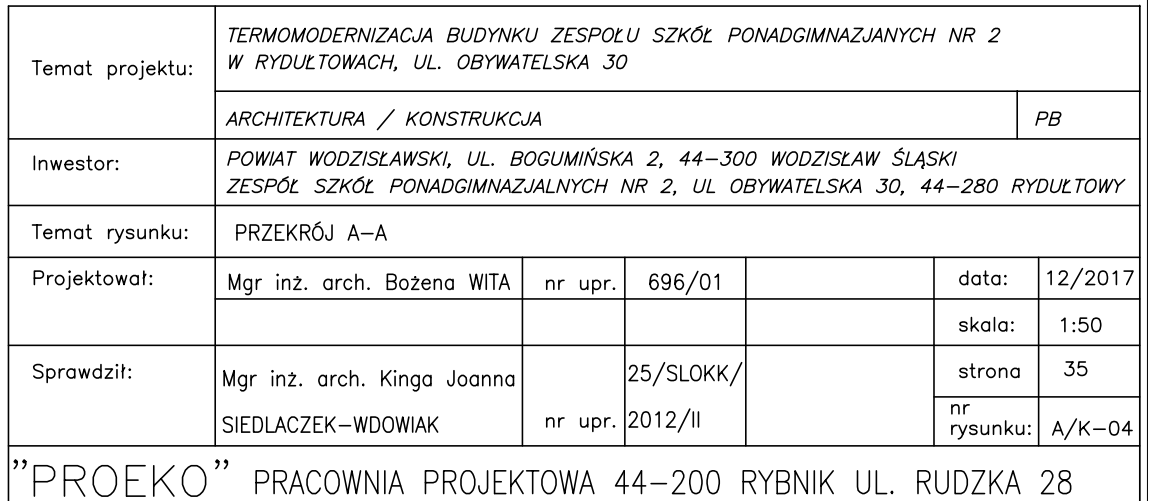 Temat projektu:
TERMOMODERNIZACJA BUDYNKU ZESPOŁU SZKÓŁ PONADGIMNAZJANYCH NR 2
W RYDUŁTOWACH, UL. OBYWATELSKA 30
ARCHITEKTURA / KONSTRUKCJA PB
Inwestor:
POWIAT WODZISŁAWSKI, UL. BOGUMIŃSKA 2, 44-300 WODZISŁAW ŚLĄSKI
ZESPÓŁ SZKÓŁ PONADGIMNAZJALNYCH NR 2, UL OBYWATELSKA 30, 44-280 RYDUŁTOWY
Temat rysunku: PRZEKRÓJ A-A
Projektował: Mgr inż. arch. Bożena WITA nr upr. 696/01 data: 12/2017
skala: 1:50
Sprawdził: Mgr inż. arch. Kinga Joanna 25/SLOKK/ strona 35
SIEDLACZEK-WDOWIAK nr upr. 2012/II nr
rysunku: A/K-04
"PROEKO" PRACOWNIA PROJEKTOWA 44-200 RYBNIK UL. RUDZKA 28